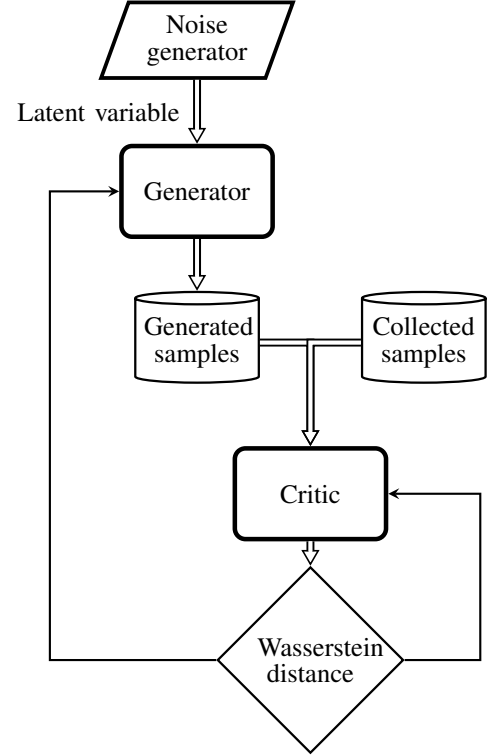 Noise
generator
Latent variable
Generator
Generated
samples
Collected
samples
Critic
Wasserstein
distance